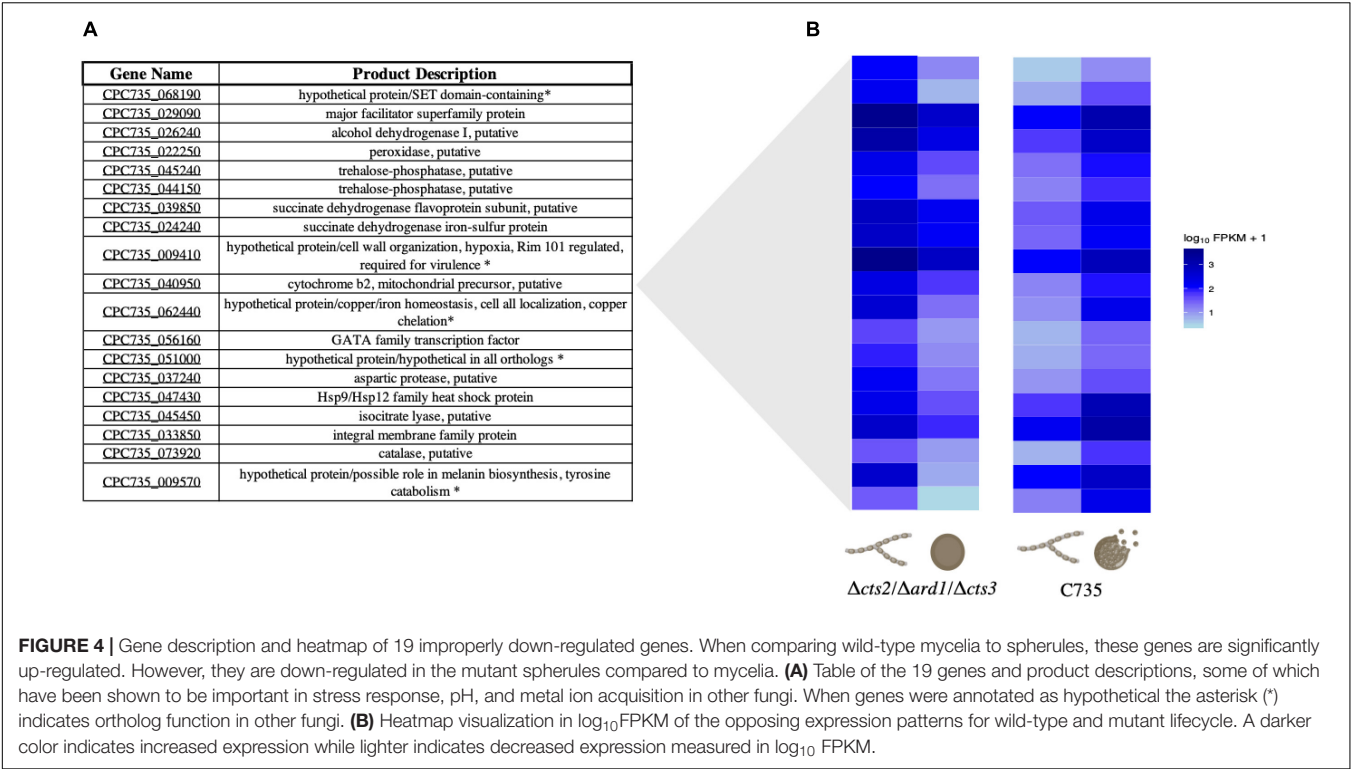 A
B
Gene Name Product Description
CPC735_068190 hypothetical protein/SET domain-containing*
CPC735_029090 major facilitator superfamily protein
CPC735_026240 alcohol dehydrogenase I, putative
CPC735_022250 peroxidase, putative
CPC735_045240 trehalose-phosphatase, putative
CPC735_044150 trehalose-phosphatase, putative
CPC735_039850 succinate dehydrogenase flavoprotein subunit, putative
CPC735_024240 succinate dehydrogenase iron-sulfur protein
CPC735_009410 hypothetical protein/cell wall organization, hypoxia, Rim 101 regulated,
required for virulence *
CPC735_040950 cytochrome b2, mitochondrial precursor, putative
CPC735_062440 hypothetical protein/copper/iron homeostasis, cell all localization, copper
chelation*
CPC735_056160 GATA family transcription factor
CPC735_051000 hypothetical protein/hypothetical in all orthologs *
CPC735_037240 aspartic protease, putative
CPC735_047430 Hsp9/Hsp12 family heat shock protein
CPC735_045450 isocitrate lyase, putative
CPC735_033850 integral membrane family protein
CPC735_073920 catalase, putative
CPC735_009570 hypothetical protein/possible role in melanin biosynthesis, tyrosine
catabolism *
log10 FPKM + 1
3
2
1
Δcts2/Δard1/Δcts3
C735
FIGURE 4 | Gene description and heatmap of 19 improperly down-regulated genes. When comparing wild-type mycelia to spherules, these genes are significantly
up-regulated. However, they are down-regulated in the mutant spherules compared to mycelia. (A) Table of the 19 genes and product descriptions, some of which
have been shown to be important in stress response, pH, and metal ion acquisition in other fungi. When genes were annotated as hypothetical the asterisk (*)
indicates ortholog function in other fungi. (B) Heatmap visualization in log10FPKM of the opposing expression patterns for wild-type and mutant lifecycle. A darker
color indicates increased expression while lighter indicates decreased expression measured in log10 FPKM.